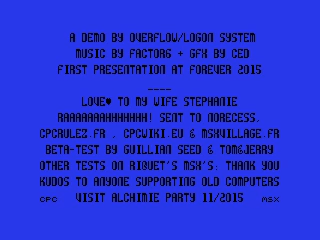 A DEMO BY OVERFLOW/LOGON SYSTEM
MUSIC BY FACTOR6 + GFX BY CED
FIRST PRESENTATION AT FOREVER 2015
----
LOVE♥ TO MY WIFE STEPHANIE
RAAAAAAAHHHHHHH! SENT TO NORECESS.
CPCRULEZ.FR . CPCWIKI.EU & MSXVILLAGE.FR
BETA-TEST BY GUILLIAN SEED & TOM&JERRY
OTHER TESTS ON RIBUET'S MSX'S: THANK YOU
KUDOS TO ANYONE SUPPORTING OLD COMPUTERS
CPC VISIT ALCHIMIE PARTY 11/2015 MSX